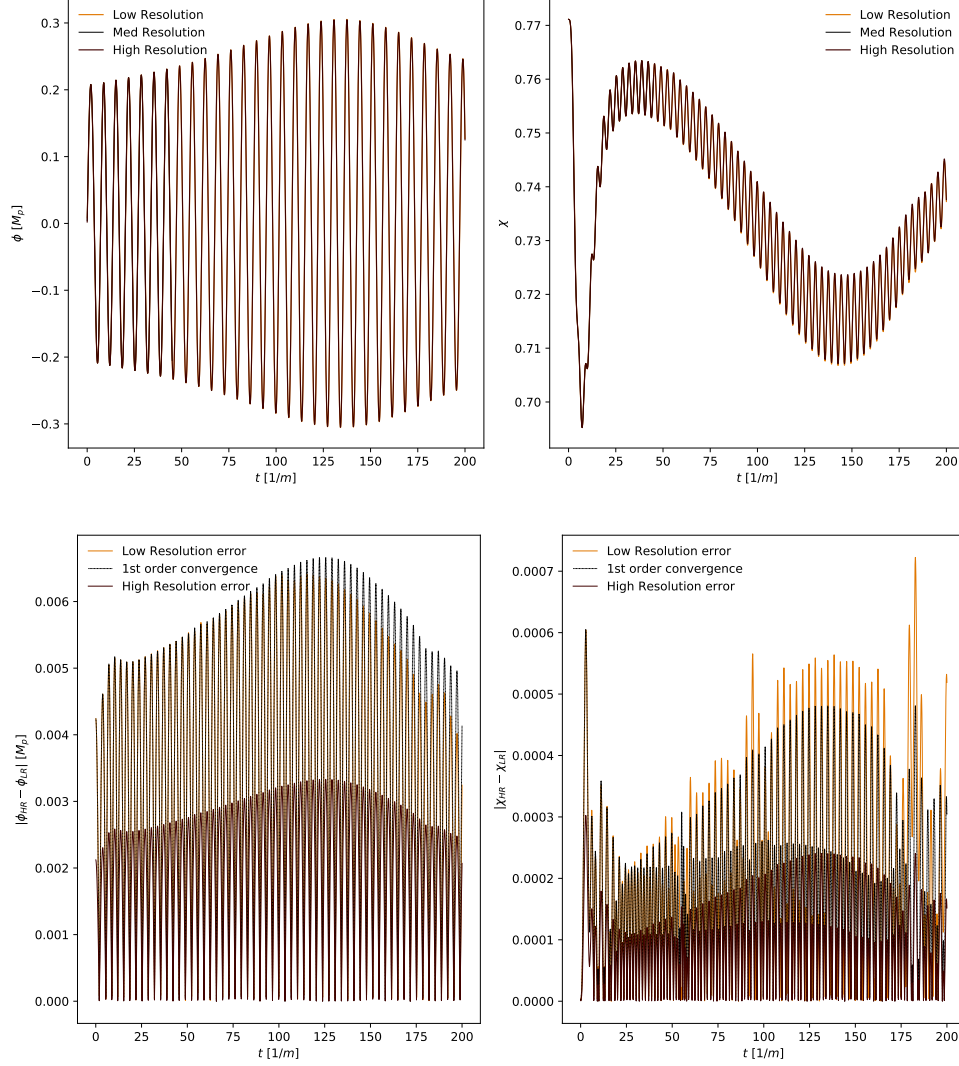 Low Resolution
Med Resolution
High Resolution
0.3
0.2
0.1
0.0
−0.1
−0.2
−0.3
ϕ [M_p]
0 25 50 75 100 125 150 175 200
t [1/m]
Low Resolution
Med Resolution
High Resolution
0.77
0.76
0.75
0.74
0.73
0.72
0.71
0.70
χ
0 25 50 75 100 125 150 175 200
t [1/m]
Low Resolution error
1st order convergence
High Resolution error
0.006
0.005
0.004
0.003
0.002
0.001
0.000
|ϕ_HR − ϕ_LR| [M_p]
0 25 50 75 100 125 150 175 200
t [1/m]
Low Resolution error
1st order convergence
High Resolution error
0.0007
0.0006
0.0005
0.0004
0.0003
0.0002
0.0001
0.0000
|χ_HR − χ_LR|
0 25 50 75 100 125 150 175 200
t [1/m]